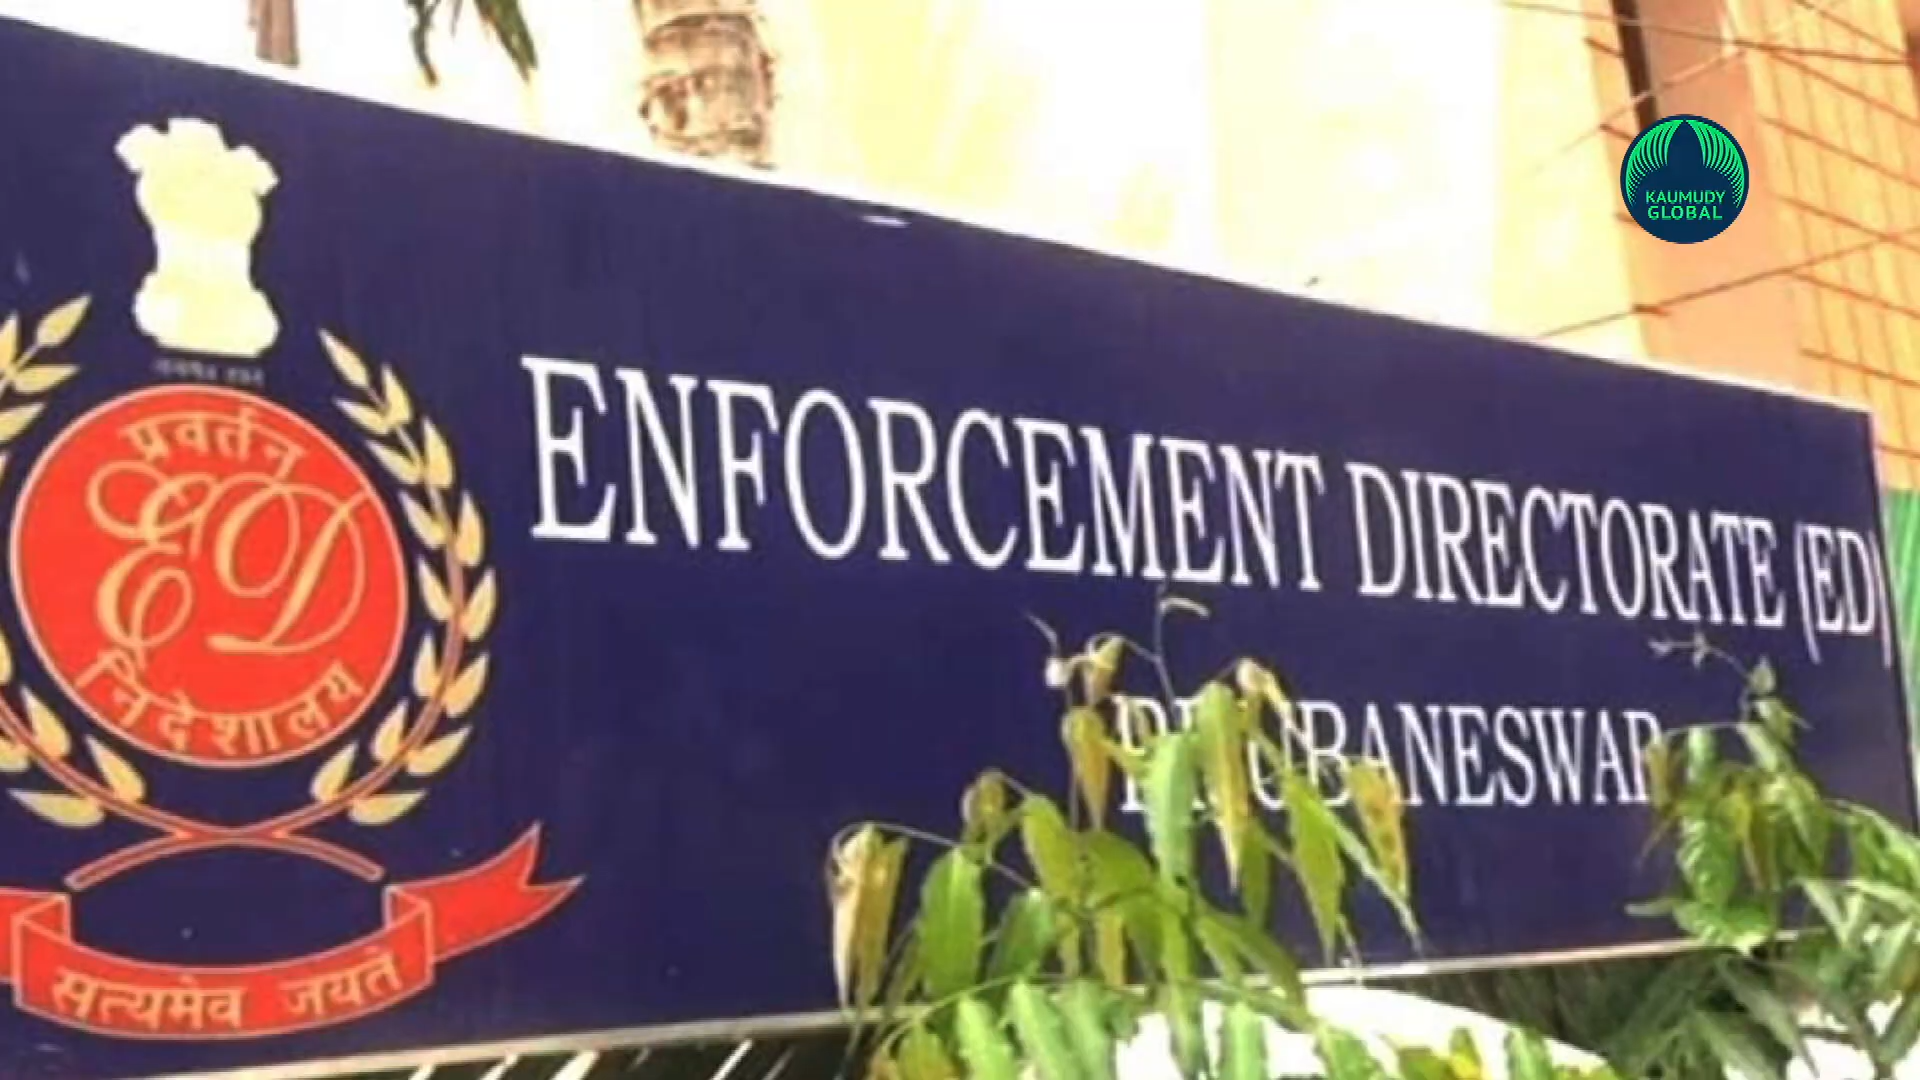 KAUMUDY
GLOBAL
प्रवर्तन
ED
निदेशालय
सत्यमेव जयते
ENFORCEMENT DIRECTORATE (ED)
BHUBANESWAR